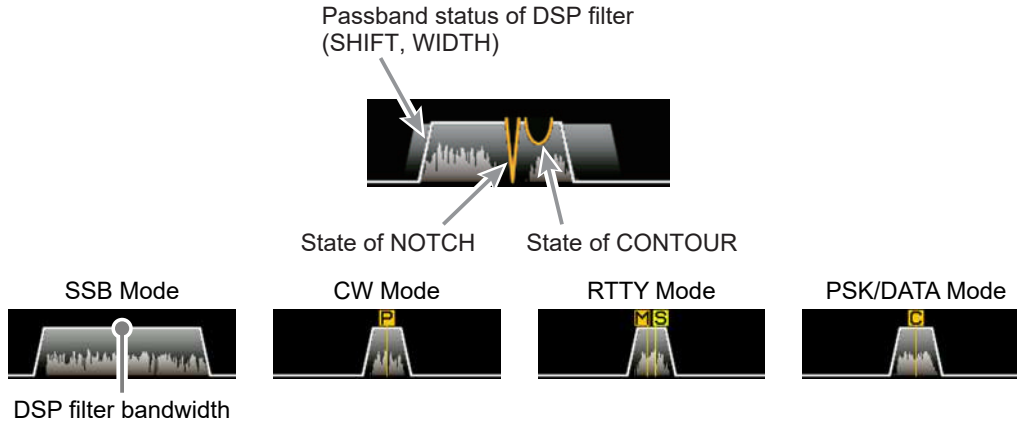 Passband status of DSP filter
(SHIFT, WIDTH)
State of NOTCH
State of CONTOUR
SSB Mode
CW Mode
RTTY Mode
PSK/DATA Mode
P
M S
C
DSP filter bandwidth